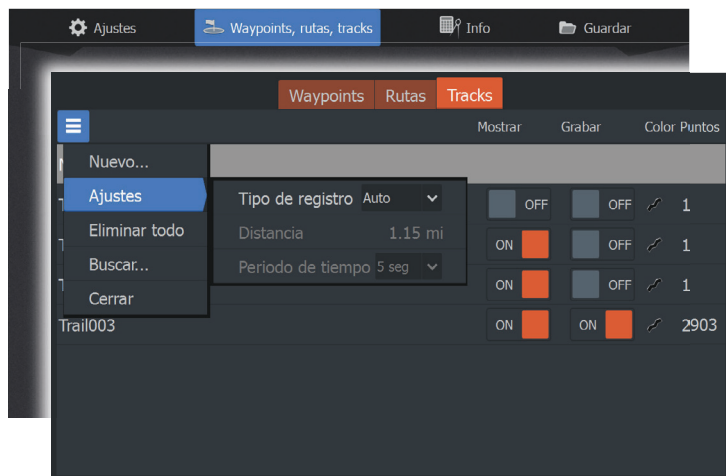 Ajustes Waypoints, rutas, tracks Info Guardar
Waypoints Rutas Tracks
Mostrar Grabar Color Puntos
Nuevo...
Ajustes
Tipo de registro Auto OFF OFF 1
Eliminar todo
Distancia 1.15 mi ON OFF 1
Buscar...
Periodo de tiempo 5 seg ON OFF 1
Cerrar
Trail003 ON ON 2903